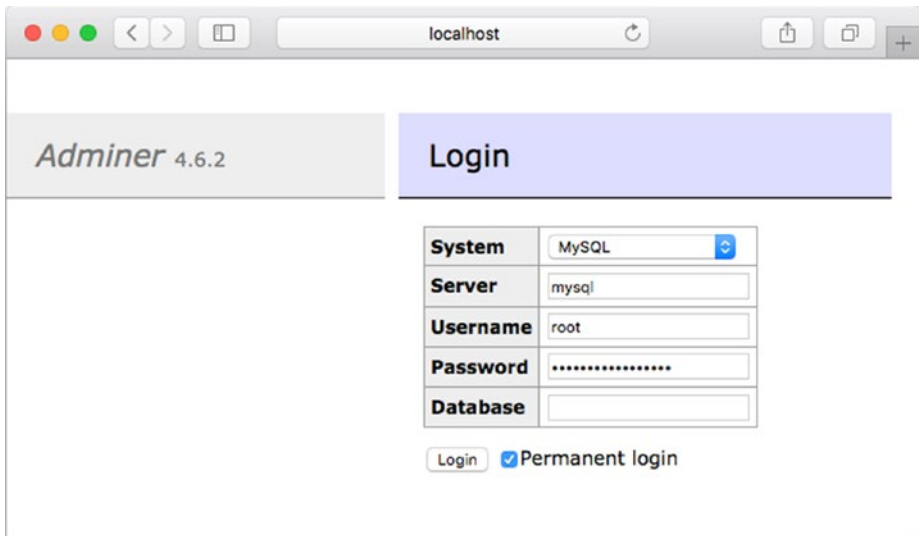 localhost
Adminer 4.6.2
Login
System MySQL
Server mysql
Username root
Password •••••••••••••••••
Database
Login Permanent login